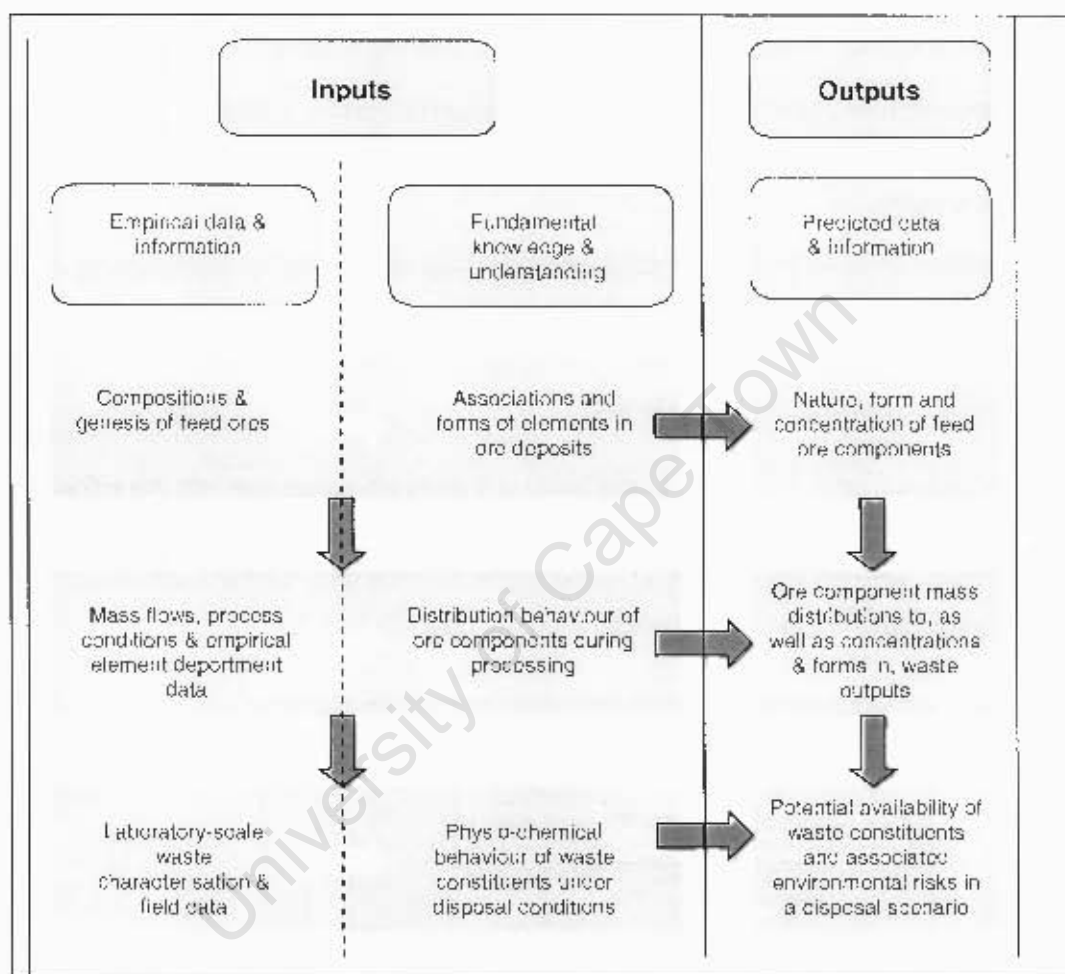 Inputs
Outputs
Empirical data &
information
Fundamental
knowledge &
understanding
Predicted data
& information
Compositions &
genesis of feed ores
Associations and
forms of elements in
ore deposits
Nature, form and
concentration of feed
ore components
Mass flows, process
conditions & empirical
element department
data
Distribution behaviour of
ore components during
processing
Ore component mass
distributions to, as
well as concentrations
& forms in, waste
outputs
Laboratory-scale
waste
characterisation &
field data
Physio-chemical
behaviour of waste
constituents under
disposal conditions
Potential availability of
waste constituents
and associated
environmental risks in
a disposal scenario
University of Cape Town